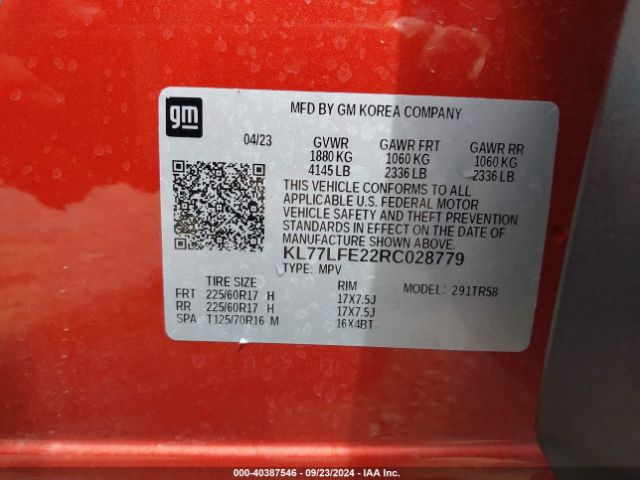 gm
MFD BY GM KOREA COMPANY
04/23 GVWR GAWR FRT GAWR RR
1880 KG 1060 KG 1060 KG
4145 LB 2336 LB 2336 LB
THIS VEHICLE CONFORMS TO ALL
APPLICABLE U.S. FEDERAL MOTOR
VEHICLE SAFETY AND THEFT PREVENTION
STANDARDS IN EFFECT ON THE DATE OF
MANUFACTURE SHOWN ABOVE.
KL77LFE22RC028779
TYPE: MPV
TIRE SIZE RIM MODEL: 291TR58
FRT 225/60R17 H 17X7.5J
RR 225/60R17 H 17X7.5J
SPA T125/70R16 M 16X4BT
000-40387546 - 09/23/2024 - IAAI.COM